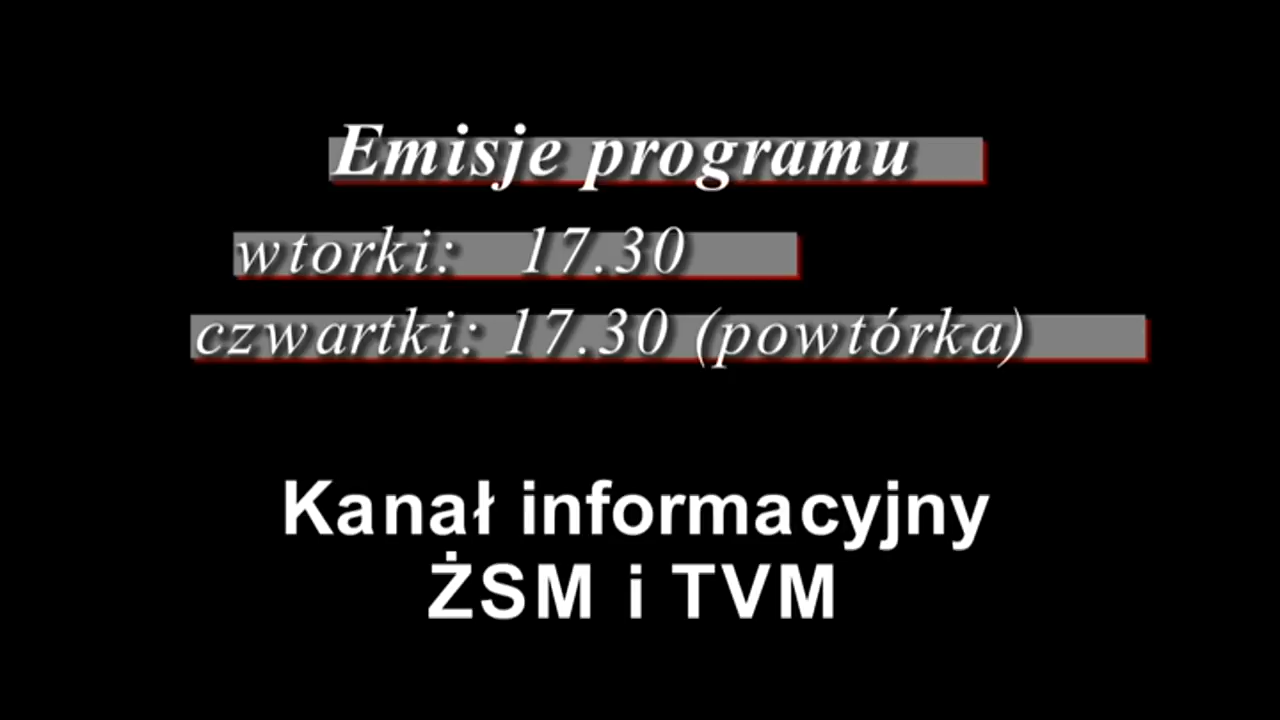 Emisje programu
wtorki: 17.30
czwartki: 17.30 (powtórka)
Kanał informacyjny
ŻSM i TVM